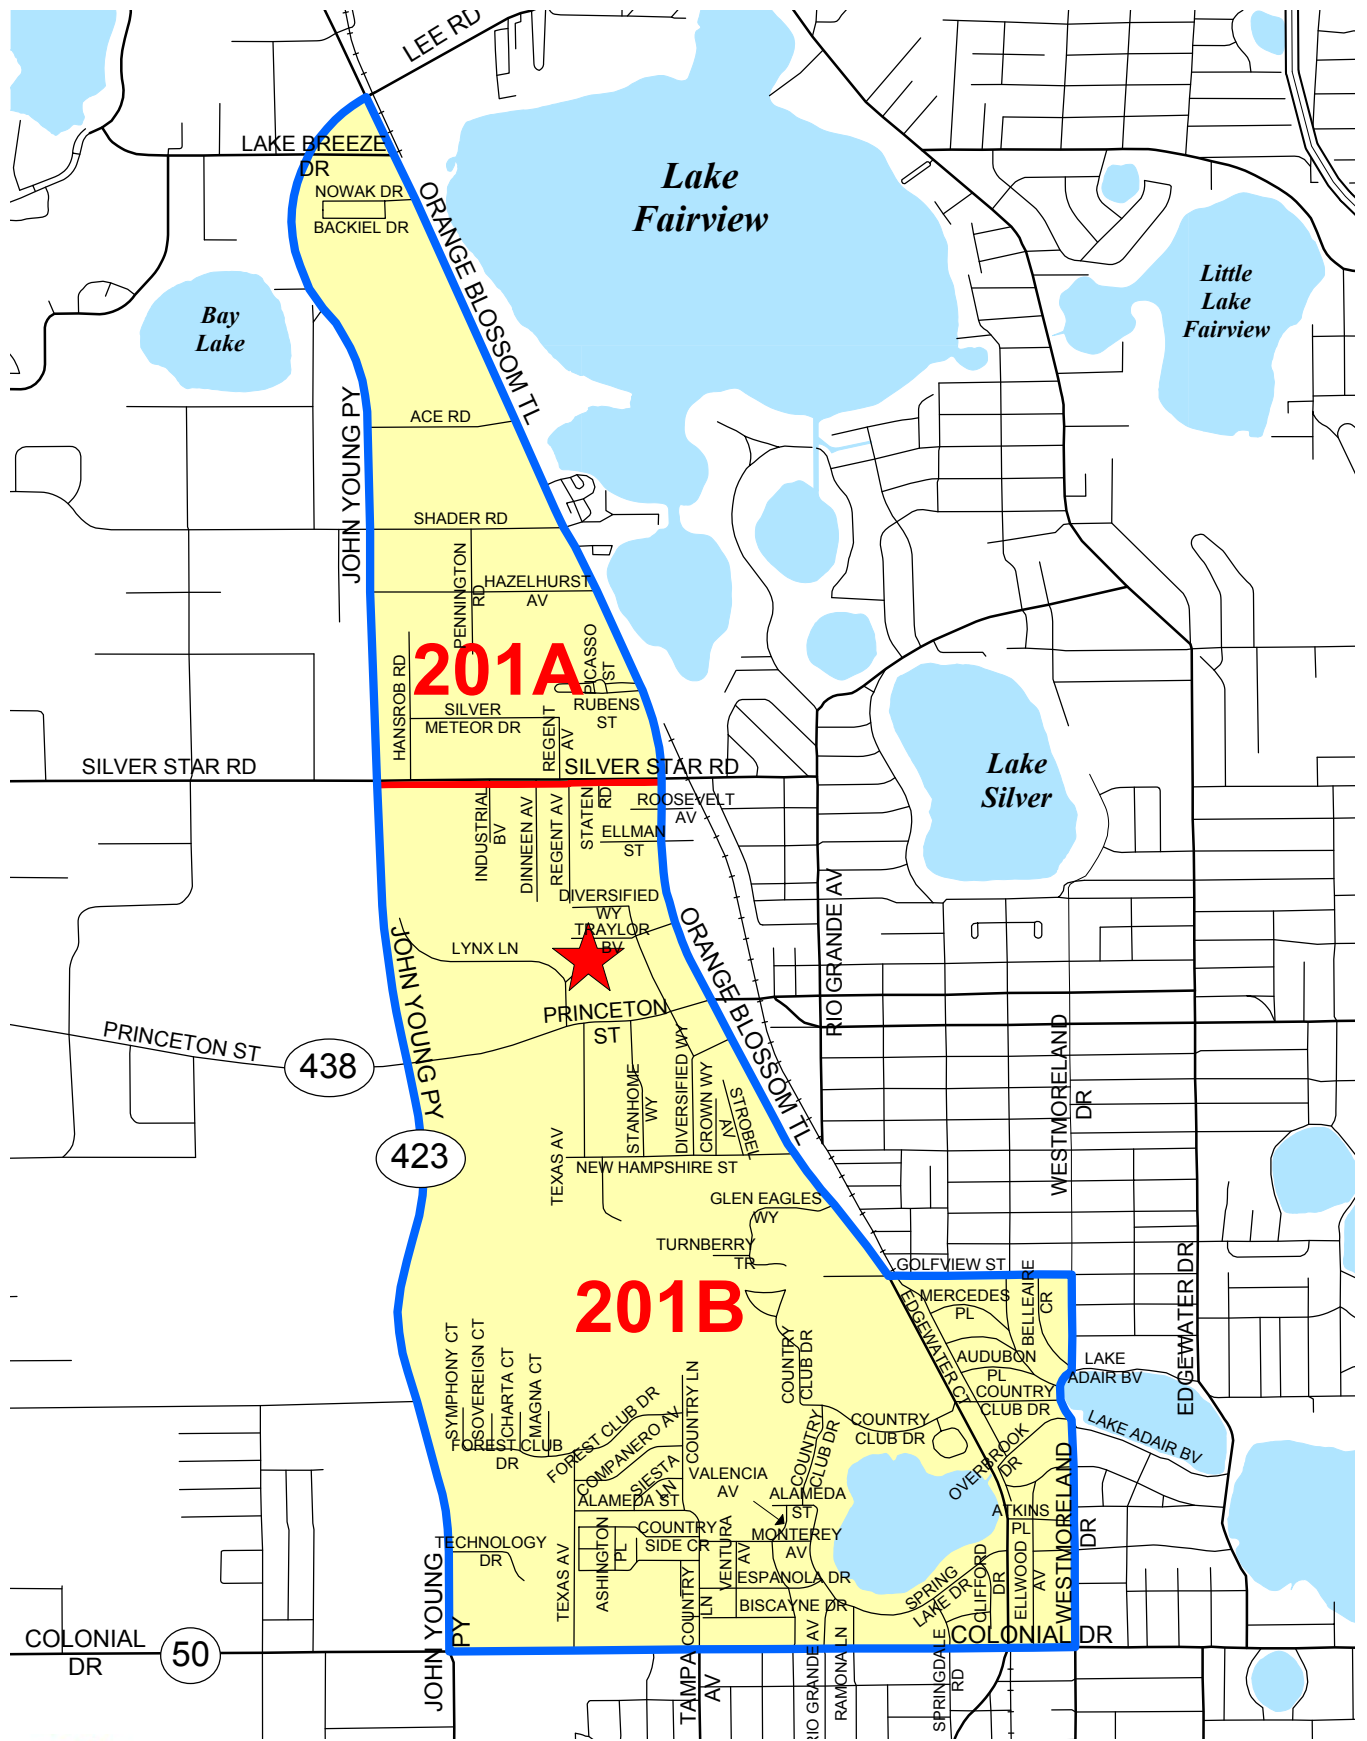 LEE RD
LAKE BREEZE
DR
NOWAK DR
BACKIEL DR
ORANGE BLOSSOM TL
Lake
Fairview
Little
Lake
Fairview
Bay
Lake
JOHN YOUNG PY
ACE RD
SHADER RD
PENNINGTON
RD
HAZELHURST
AV
HANSROB RD
201A
PICASSO
ST
RUBENS
ST
SILVER
METEOR DR
REGENT
AV
SILVER STAR RD
SILVER STAR RD
Lake
Silver
INDUSTRIAL
BV
DINNEEN AV
REGENT AV
STATEN
RD
ROOSEVELT
AV
ELLMAN
ST
DIVERSIFIED
WY
TRAYLOR
BV
LYNX LN
JOHN YOUNG PY
ORANGE BLOSSOM TL
RIO GRANDE AV
PRINCETON
ST
PRINCETON ST
438
423
WESTMORELAND
DR
STANHOME
WY
DIVERSIFIED WY
CROWN WY
STROBEL
AV
TEXAS AV
NEW HAMPSHIRE ST
GLEN EAGLES
WY
TURNBERRY
TR
GOLFVIEW ST
EDGEWATER DR
201B
EDGEWATER CT
MERCEDES
PL
BELLEAIRE
CR
AUDUBON
PL
LAKE
ADAIR BV
COUNTRY
CLUB DR
LAKE ADAIR BV
SYMPHONY CT
SOVEREIGN CT
CHARTA CT
MAGNA CT
COUNTRY
CLUB DR
COUNTRY LN
FOREST CLUB
DR
FOREST CLUB DR
COMPANERO AV
SIESTA
LN
COUNTRY
CLUB DR
COUNTRY
CLUB DR
OVERBROOK
DR
VALENCIA
AV
ALAMEDA ST
ALAMEDA
ST
ATKINS
PL
WESTMORELAND
DR
TECHNOLOGY
DR
TEXAS AV
ASHINGTON
PL
COUNTRY
SIDE CR
VENTURA
AV
MONTEREY
AV
ESPANOLA DR
BISCAYNE DR
COUNTRY
LN
SPRING
LAKE DR
CLIFFORD
DR
ELLWOOD
AV
COLONIAL
DR
50
JOHN YOUNG
PY
COLONIAL DR
TAMPA
AV
RIO GRANDE AV
RAMONA LN
SPRINGDALE
RD